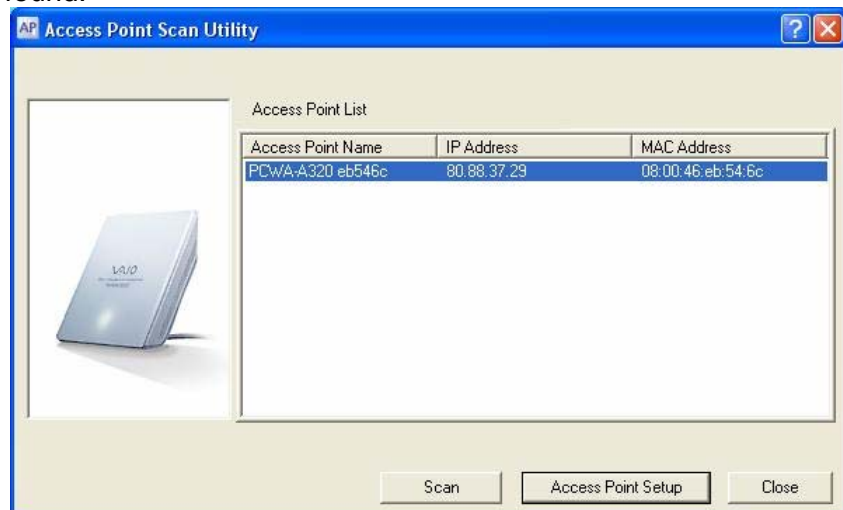 found.
AP Access Point Scan Utility
Access Point List
Access Point Name IP Address MAC Address
PCWA-A320 eb546c 80.88.37.29 08:00:46:eb:54:6c
VAIO
Scan Access Point Setup Close